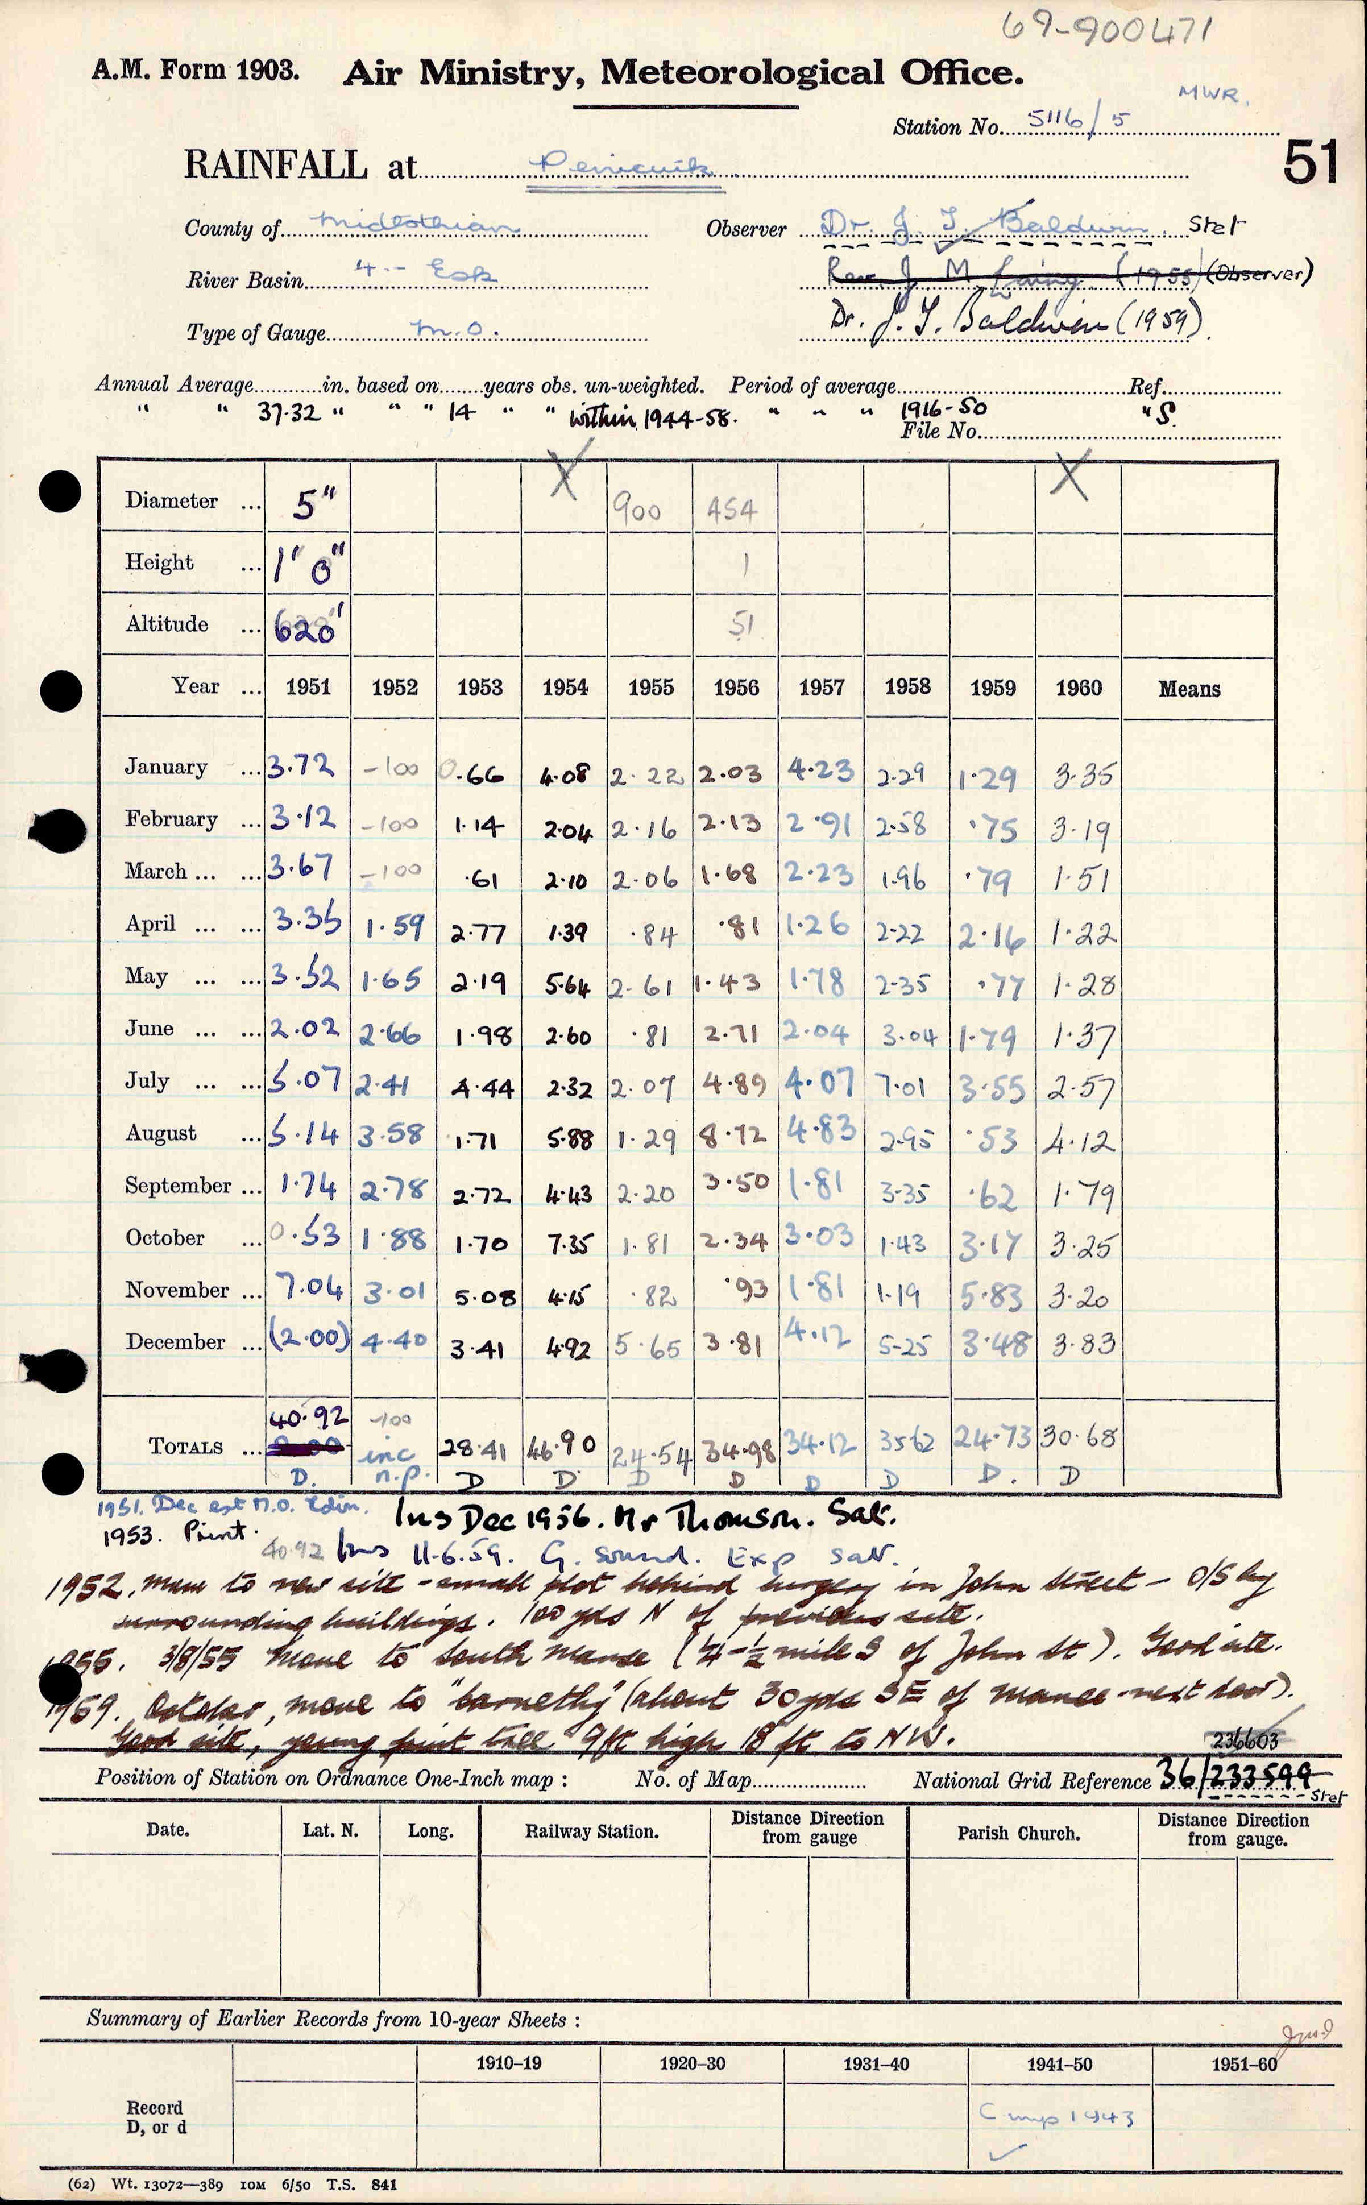 69-900471
A.M. Form 1903. Air Ministry, Meteorological Office.
MWR.
Station No. 5116/5
51
RAINFALL at Penicuik
County of Midlothian Observer Dr. J. T. Baldwin. Stet
River Basin 4.- Esk Rev. J M Laing (1955) (Observer)
Type of Gauge M.O. Dr. J. T. Baldwin (1959)
Annual Average in. based on years obs. un-weighted. Period of average Ref.
" " 37.32 " " " 14 " " within 1944-58. " " " 1916-50 "S.
File No.
Diameter ... 5" 900 454
Height ... 1' 0" 1
Altitude ... 620' 51
Year ... 1951 1952 1953 1954 1955 1956 1957 1958 1959 1960 Means
January ... 3.72 -100 0.66 4.08 2.22 2.03 4.23 2.29 1.29 3.35
February ... 3.12 -100 1.14 2.04 2.16 2.13 2.91 2.58 .75 3.19
March ... ... 3.67 -100 .61 2.10 2.06 1.68 2.23 1.96 .79 1.51
April ... ... 3.35 1.59 2.77 1.39 .84 .81 1.26 2.22 2.16 1.22
May ... ... 3.52 1.65 2.19 5.64 2.61 1.43 1.78 2.35 .77 1.28
June ... ... 2.02 2.66 1.98 2.60 .81 2.71 2.04 3.04 1.79 1.37
July ... ... 5.07 2.41 4.44 2.32 2.07 4.89 4.07 7.01 3.55 2.57
August ... 5.14 3.58 1.71 5.88 1.29 8.72 4.83 2.95 .53 4.12
September ... 1.74 2.78 2.72 4.43 2.20 3.50 1.81 3.35 .62 1.79
October ... 0.53 1.88 1.70 7.35 1.81 2.34 3.03 1.43 3.17 3.25
November ... 7.04 3.01 5.08 4.15 .82 .93 1.81 1.19 5.83 3.20
December ... (2.00) 4.40 3.41 4.92 5.65 3.81 4.12 5.25 3.48 3.83
40.92 -100
TOTALS ... inc 28.41 46.90 24.54 34.98 34.12 35.62 24.73 30.68
D. n.p. D D D D D D D. D
1951. Dec est M.O. Edin. Ins Dec 1956. Mr Thomson. Sat.
1953. Print. 40.92 Ins 11.6.59. G. Sound. Exp sat.
1952, move to new site - small plot behind surgery in John Street - O/S by
surrounding buildings. 100 yds N of previous site.
1955. 3/8/55 Move to South Manse (1/4-1/2 mile S of John St). Good site.
1959. October, move to "Carnethy" (about 30 yds SE of Manse - next door).
Good site, young fruit tree 9ft high 18 ft to NW.
236603
Position of Station on Ordnance One-Inch map : No. of Map National Grid Reference 36/233599
Stet
Date. Lat. N. Long. Railway Station. Distance from gauge Direction Parish Church. Distance from gauge. Direction
Summary of Earlier Records from 10-year Sheets :
1910–19 1920–30 1931–40 1941–50 1951–60
Record
D, or d
C 1943
(62) Wt. 13072—389 10M 6/50 T.S. 841